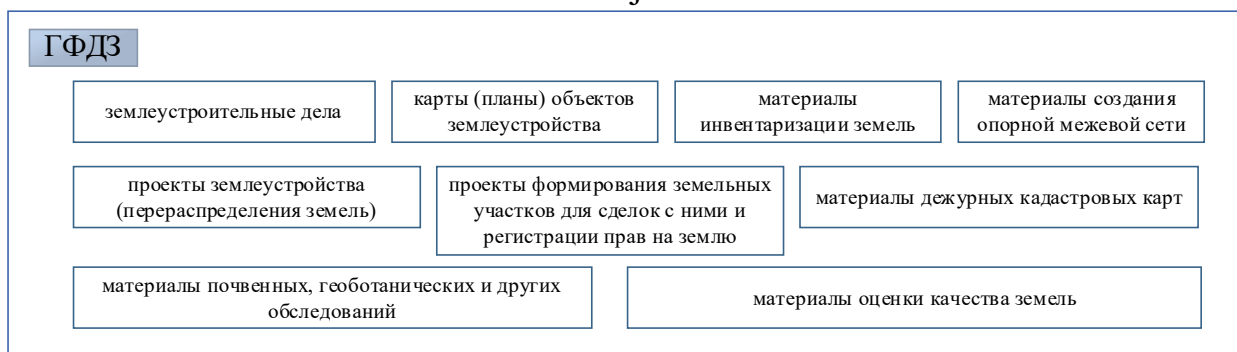 ГФДЗ
землеустроительные дела
карты (планы) объектов
землеустройства
материалы
инвентаризации земель
материалы создания
опорной межевой сети
проекты землеустройства
(перераспределения земель)
проекты формирования земельных
участков для сделок с ними и
регистрации прав на землю
материалы дежурных кадастровых карт
материалы почвенных, геоботанических и других
обследований
материалы оценки качества земель